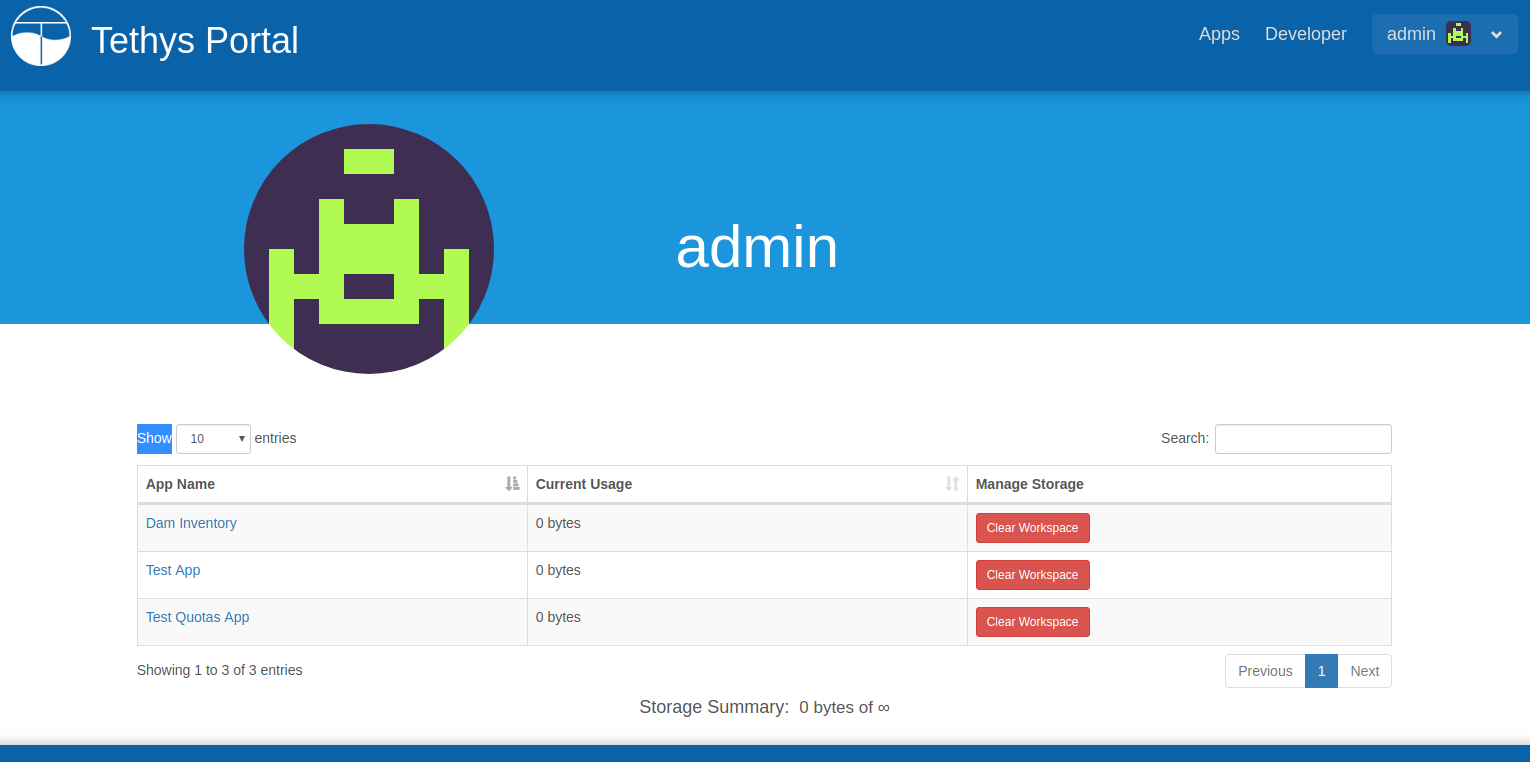 Tethys Portal
Apps Developer admin
admin
Show 10 entries Search:
App Name Current Usage Manage Storage
Dam Inventory 0 bytes Clear Workspace
Test App 0 bytes Clear Workspace
Test Quotas App 0 bytes Clear Workspace
Showing 1 to 3 of 3 entries Previous 1 Next
Storage Summary: 0 bytes of ∞